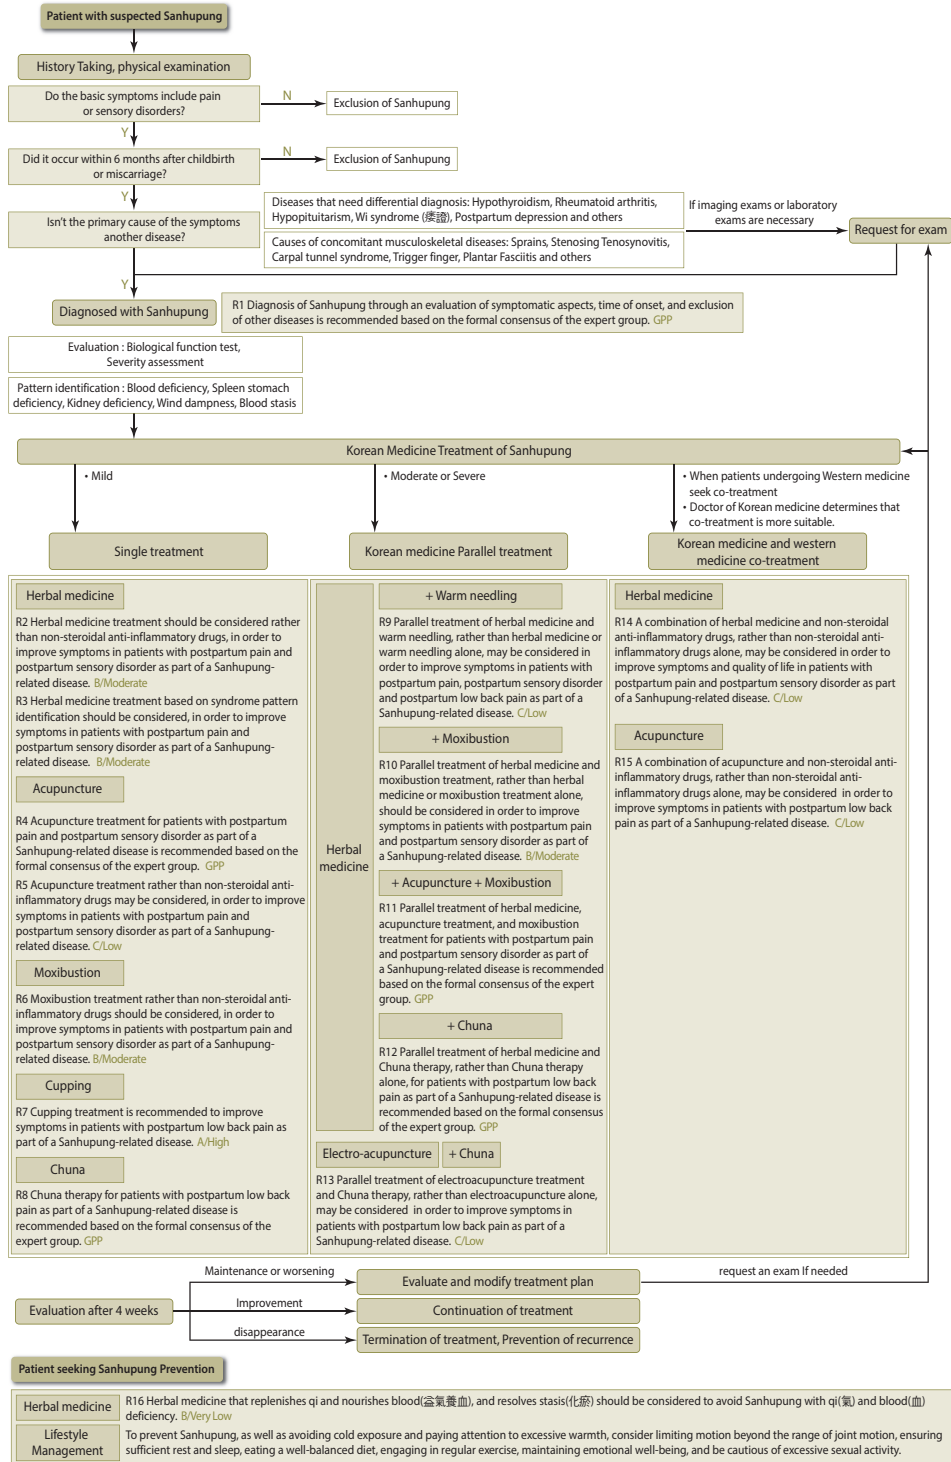 Patient with suspected Sanhupung
History Taking, physical examination
Do the basic symptoms include pain
or sensory disorders?
N
Exclusion of Sanhupung
Y
Did it occur within 6 months after childbirth
or miscarriage?
N
Exclusion of Sanhupung
Y
Isn't the primary cause of the symptoms
another disease?
Diseases that need differential diagnosis: Hypothyroidism, Rheumatoid arthritis,
Hypopituitarism, Wi syndrome (痿證), Postpartum depression and others
Causes of concomitant musculoskeletal diseases: Sprains, Stenosing Tenosynovitis,
Carpal tunnel syndrome, Trigger finger, Plantar Fasciitis and others
If imaging exams or laboratory
exams are necessary
Request for exam
Y
Diagnosed with Sanhupung
R1 Diagnosis of Sanhupung through an evaluation of symptomatic aspects, time of onset, and exclusion
of other diseases is recommended based on the formal consensus of the expert group. GPP
Evaluation : Biological function test,
Severity assessment
Pattern identification : Blood deficiency, Spleen stomach
deficiency, Kidney deficiency, Wind dampness, Blood stasis
Korean Medicine Treatment of Sanhupung
• Mild
• Moderate or Severe
• When patients undergoing Western medicine
seek co-treatment
• Doctor of Korean medicine determines that
co-treatment is more suitable.
Single treatment
Korean medicine Parallel treatment
Korean medicine and western
medicine co-treatment
Herbal medicine
R2 Herbal medicine treatment should be considered rather
than non-steroidal anti-inflammatory drugs, in order to
improve symptoms in patients with postpartum pain and
postpartum sensory disorder as part of a Sanhupung-
related disease. B/Moderate
R3 Herbal medicine treatment based on syndrome pattern
identification should be considered, in order to improve
symptoms in patients with postpartum pain and
postpartum sensory disorder as part of a Sanhupung-
related disease. B/Moderate
Acupuncture
R4 Acupuncture treatment for patients with postpartum
pain and postpartum sensory disorder as part of a
Sanhupung-related disease is recommended based on the
formal consensus of the expert group. GPP
R5 Acupuncture treatment rather than non-steroidal anti-
inflammatory drugs may be considered, in order to improve
symptoms in patients with postpartum pain and
postpartum sensory disorder as part of a Sanhupung-
related disease. C/Low
Moxibustion
R6 Moxibustion treatment rather than non-steroidal anti-
inflammatory drugs should be considered, in order to
improve symptoms in patients with postpartum pain and
postpartum sensory disorder as part of a Sanhupung-
related disease. B/Moderate
Cupping
R7 Cupping treatment is recommended to improve
symptoms in patients with postpartum low back pain as
part of a Sanhupung-related disease. A/High
Chuna
R8 Chuna therapy for patients with postpartum low back
pain as part of a Sanhupung-related disease is
recommended based on the formal consensus of the
expert group. GPP
Herbal
medicine
+ Warm needling
R9 Parallel treatment of herbal medicine and
warm needling, rather than herbal medicine or
warm needling alone, may be considered in
order to improve symptoms in patients with
postpartum pain, postpartum sensory disorder
and postpartum low back pain as part of a
Sanhupung-related disease. C/Low
+ Moxibustion
R10 Parallel treatment of herbal medicine and
moxibustion treatment, rather than herbal
medicine or moxibustion treatment alone,
should be considered in order to improve
symptoms in patients with postpartum pain
and postpartum sensory disorder as part of
a Sanhupung-related disease. B/Moderate
+ Acupuncture + Moxibustion
R11 Parallel treatment of herbal medicine,
acupuncture treatment, and moxibustion
treatment for patients with postpartum pain
and postpartum sensory disorder as part of
a Sanhupung-related disease is recommended
based on the formal consensus of the expert
group. GPP
+ Chuna
R12 Parallel treatment of herbal medicine and
Chuna therapy, rather than Chuna therapy
alone, for patients with postpartum low back
pain as part of a Sanhupung-related disease is
recommended based on the formal consensus
of the expert group. GPP
Electro-acupuncture
+ Chuna
R13 Parallel treatment of electroacupuncture treatment
and Chuna therapy, rather than electroacupuncture alone,
may be considered in order to improve symptoms in
patients with postpartum low back pain as part of a
Sanhupung-related disease. C/Low
Herbal medicine
R14 A combination of herbal medicine and non-steroidal
anti-inflammatory drugs, rather than non-steroidal anti-
inflammatory drugs alone, may be considered in order to
improve symptoms and quality of life in patients with
postpartum pain and postpartum sensory disorder as part
of a Sanhupung-related disease. C/Low
Acupuncture
R15 A combination of acupuncture and non-steroidal anti-
inflammatory drugs, rather than non-steroidal anti-
inflammatory drugs alone, may be considered in order to
improve symptoms in patients with postpartum low back
pain as part of a Sanhupung-related disease. C/Low
Evaluation after 4 weeks
Maintenance or worsening
Evaluate and modify treatment plan
request an exam If needed
Improvement
Continuation of treatment
disappearance
Termination of treatment, Prevention of recurrence
Patient seeking Sanhupung Prevention
Herbal medicine
R16 Herbal medicine that replenishes qi and nourishes blood(益氣養血), and resolves stasis(化瘀) should be considered to avoid Sanhupung with qi(氣) and blood(血)
deficiency. B/Very Low
Lifestyle
Management
To prevent Sanhupung, as well as avoiding cold exposure and paying attention to excessive warmth, consider limiting motion beyond the range of joint motion, ensuring
sufficient rest and sleep, eating a well-balanced diet, engaging in regular exercise, maintaining emotional well-being, and be cautious of excessive sexual activity.